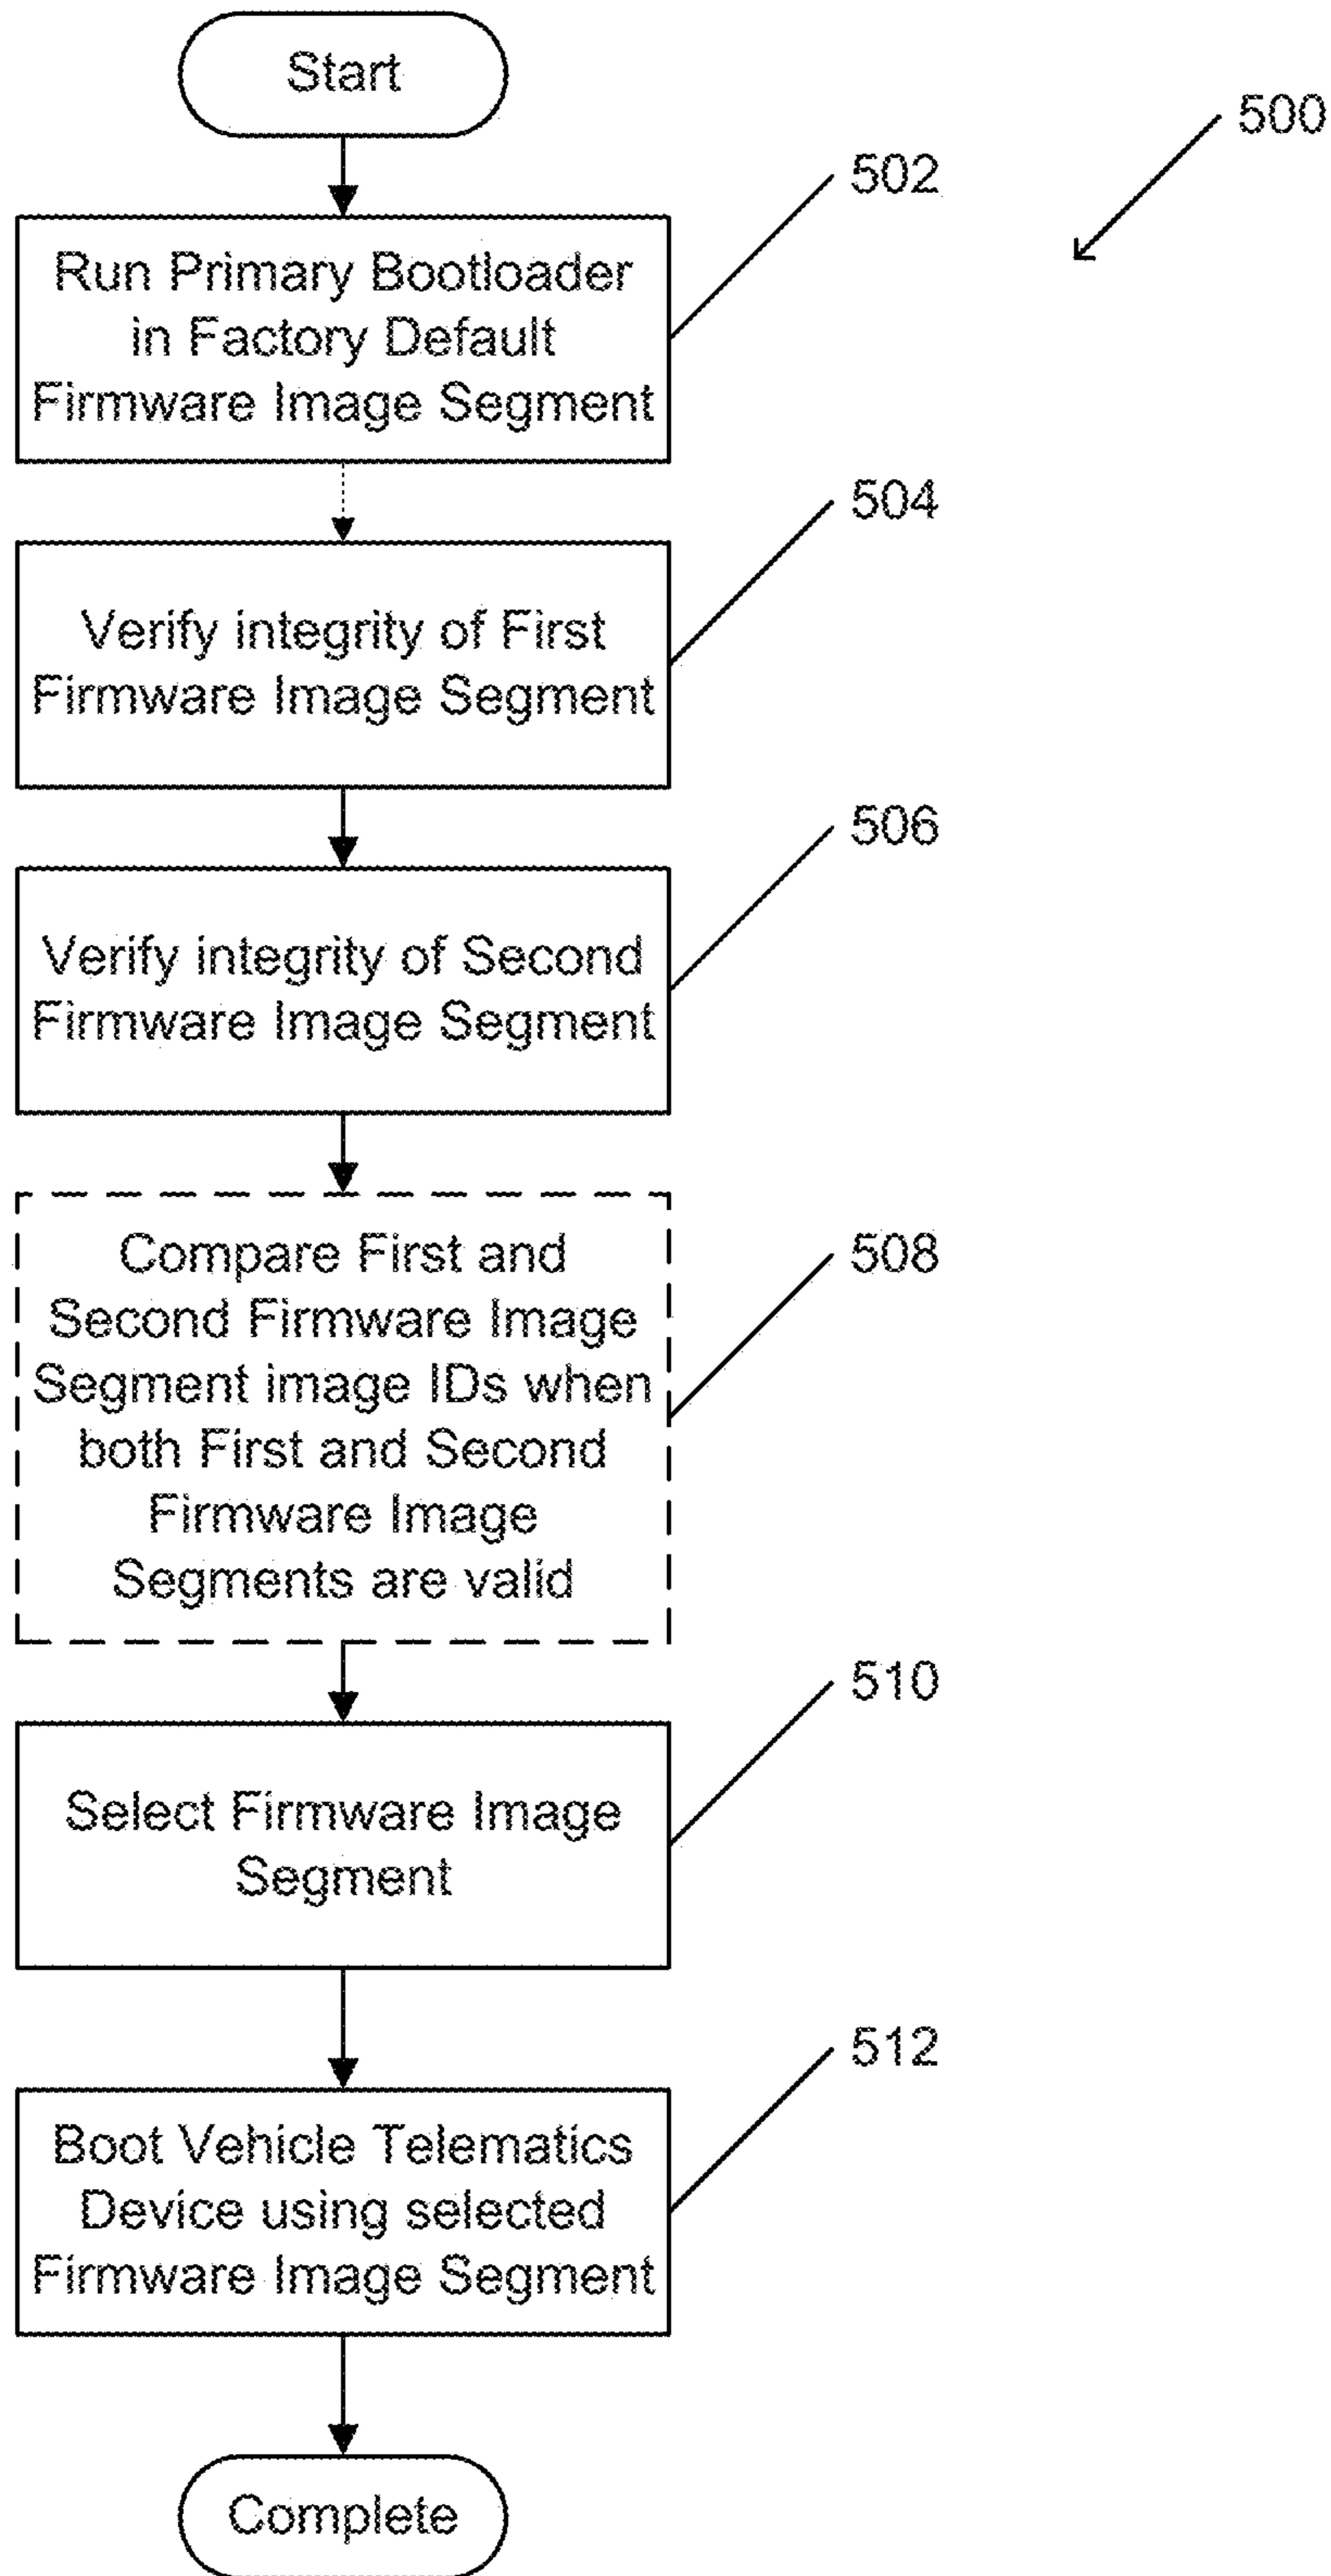 Start
500
502
Run Primary Bootloader
in Factory Default
Firmware Image Segment
504
Verify integrity of First
Firmware Image Segment
506
Verify integrity of Second
Firmware Image Segment
508
Compare First and
Second Firmware Image
Segment image IDs when
both First and Second
Firmware Image
Segments are valid
510
Select Firmware Image
Segment
512
Boot Vehicle Telematics
Device using selected
Firmware Image Segment
Complete